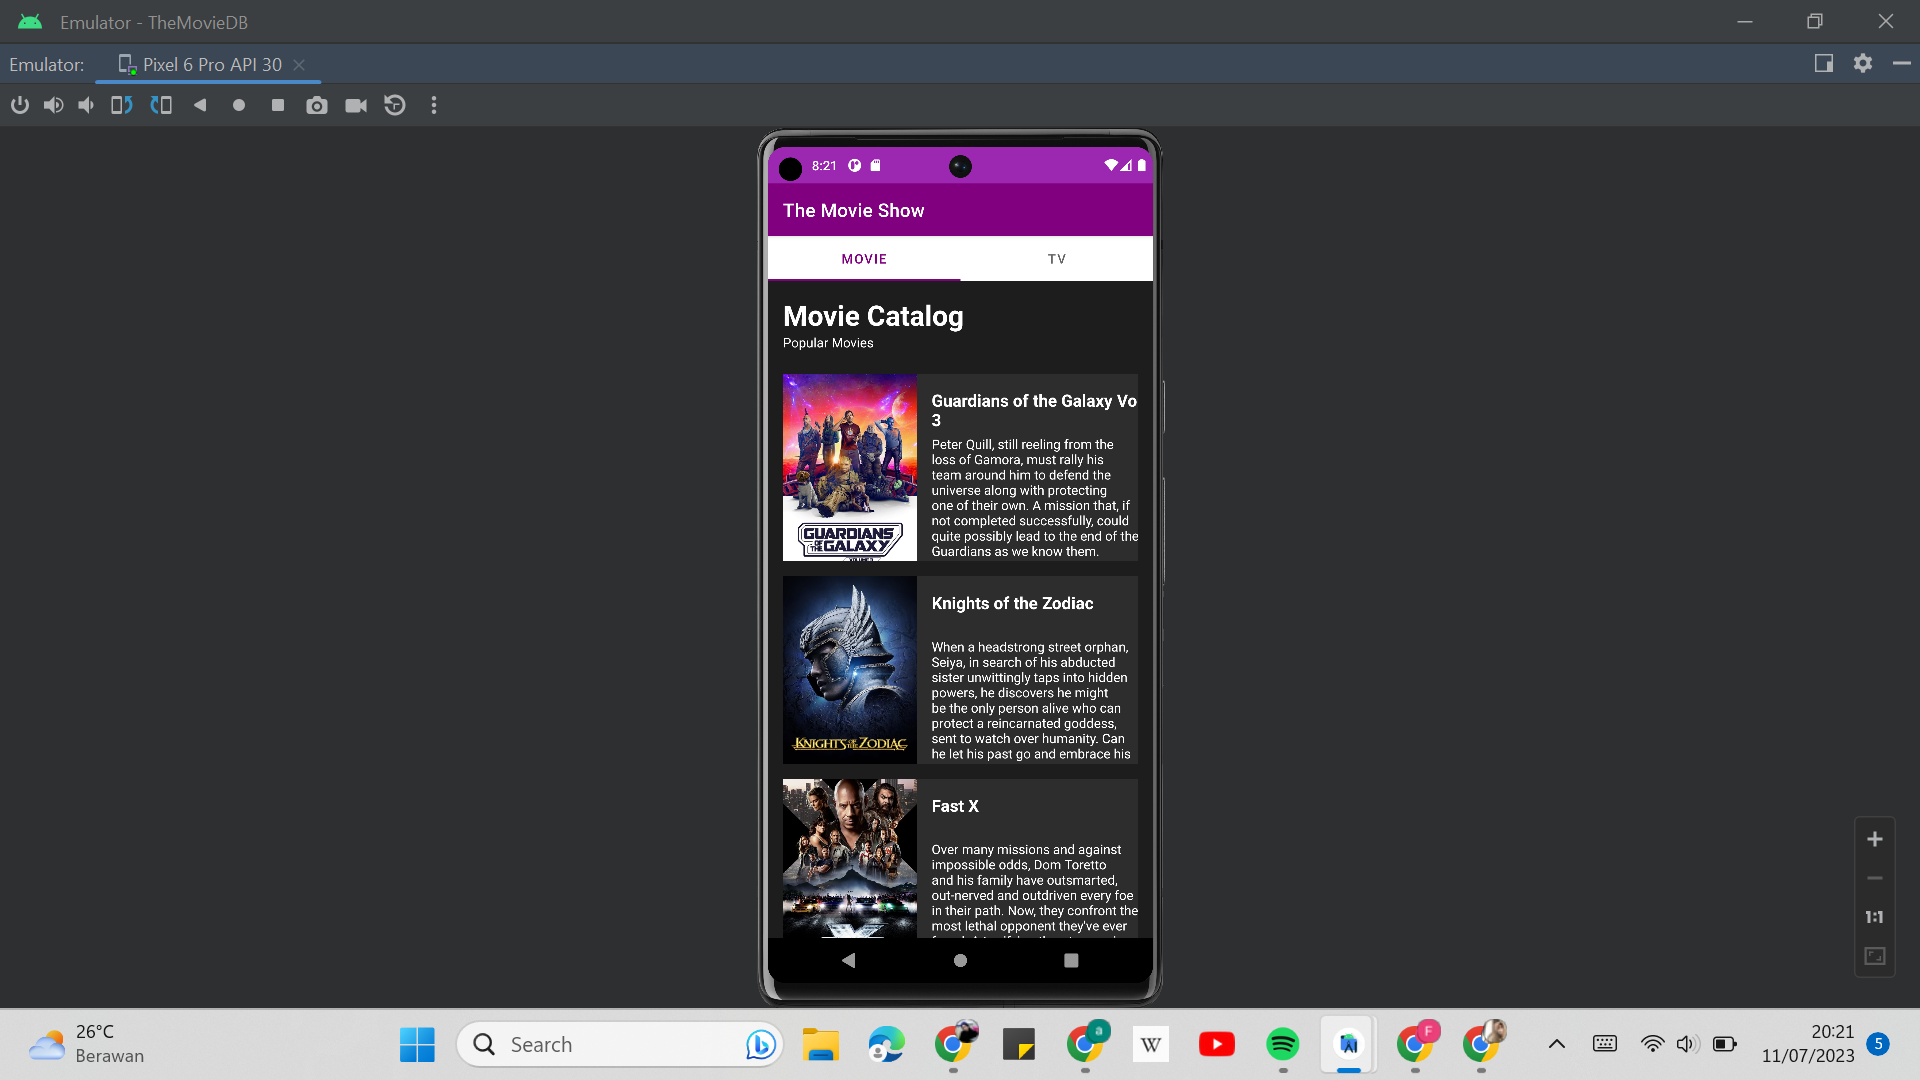 Emulator - TheMovieDB
Emulator:
Pixel 6 Pro API 30
8:21
The Movie Show
MOVIE
TV
Movie Catalog
Popular Movies
Guardians of the Galaxy Vo
3
Peter Quill, still reeling from the
loss of Gamora, must rally his
team around him to defend the
universe along with protecting
one of their own. A mission that, if
not completed successfully, could
quite possibly lead to the end of the
Guardians as we know them.
GUARDIANS
OF THE GALAXY
Knights of the Zodiac
When a headstrong street orphan,
Seiya, in search of his abducted
sister unwittingly taps into hidden
powers, he discovers he might
be the only person alive who can
protect a reincarnated goddess,
sent to watch over humanity. Can
he let his past go and embrace his
KNIGHTS OF THE ZODIAC
Fast X
Over many missions and against
impossible odds, Dom Toretto
and his family have outsmarted,
out-nerved and outdriven every foe
in their path. Now, they confront the
most lethal opponent they've ever
1:1
26°C
Berawan
Search
a
W
F
20:21
11/07/2023
5